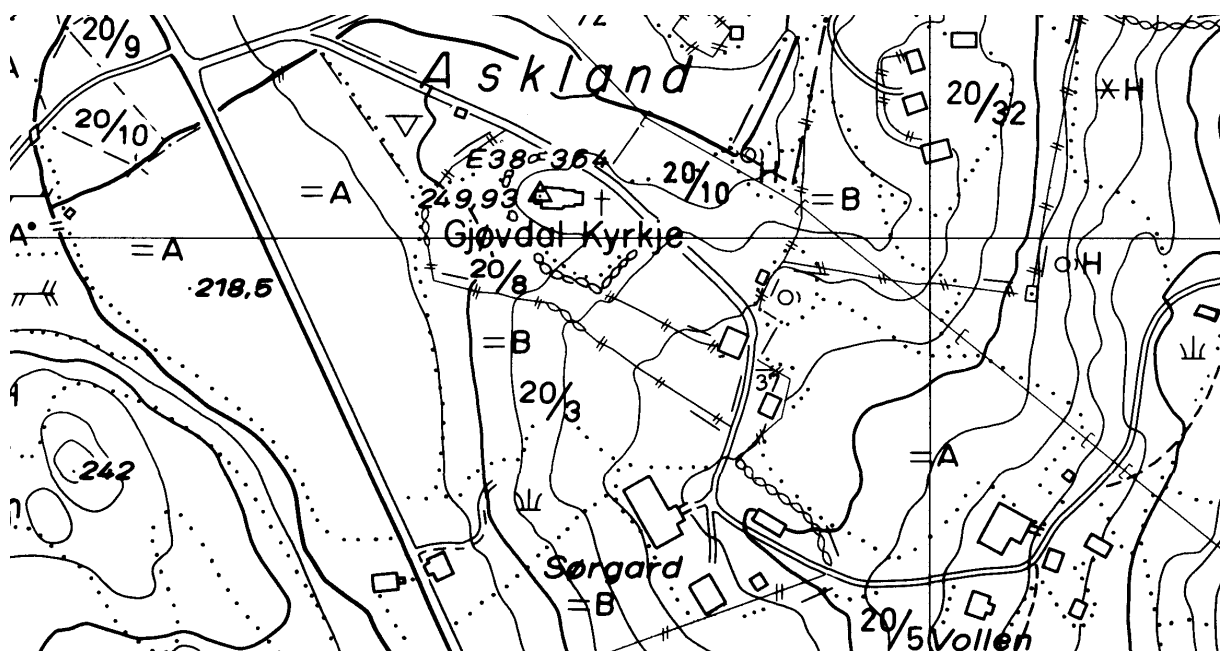 20/9
Askland
20/10
20/32
H
E38 ∝ 364
H
20/10
= A
249,93
= B
A
Gjøvdal Kyrkje
= A
20/8
H
218,5
= B
37
20/3
242
= A
Sørgard
= B
20/5
Vollen